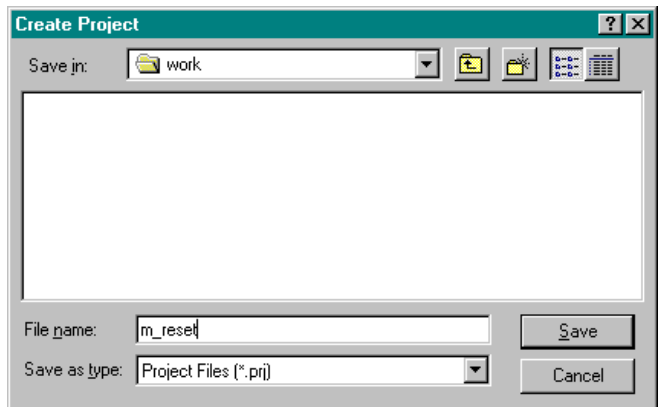 Create Project
Save in: work
File name: m_reset Save
Save as type: Project Files (*.prj) Cancel